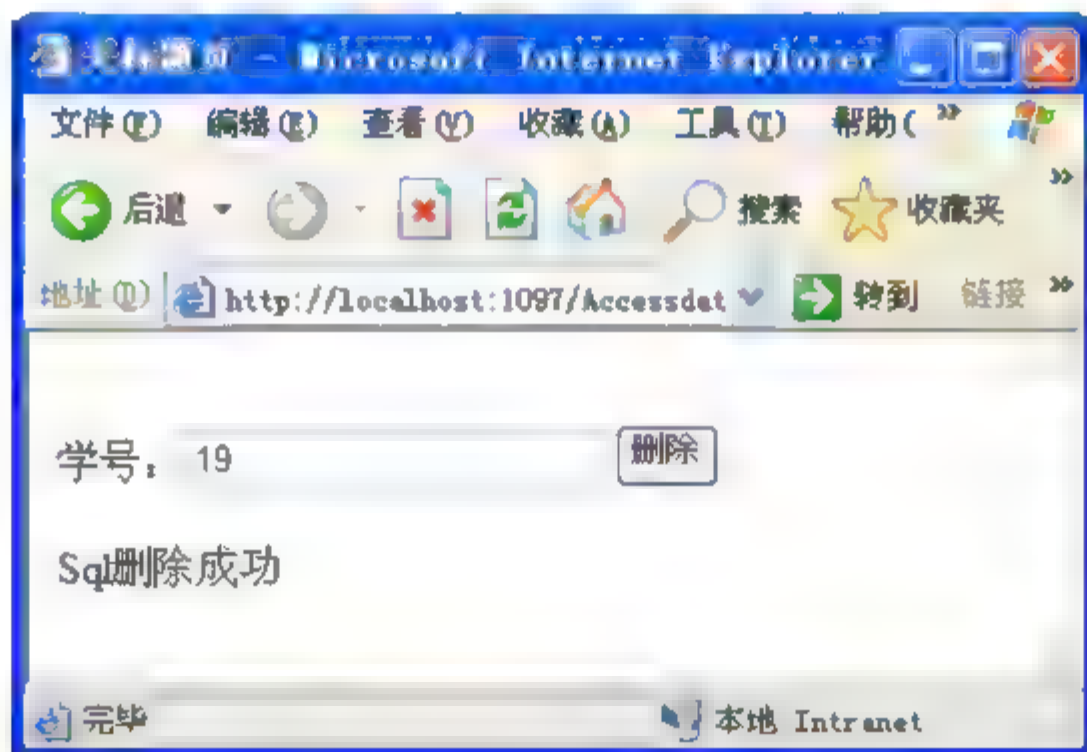 - Microsoft Internet Explorer
文件(F) 编辑(E) 查看(V) 收藏(A) 工具(T) 帮助( »
后退 搜索 收藏夹 »
地址(D) http://localhost:1097/Accessdat 转到 链接 »
学号: 19 删除
Sql删除成功
完毕 本地 Intranet